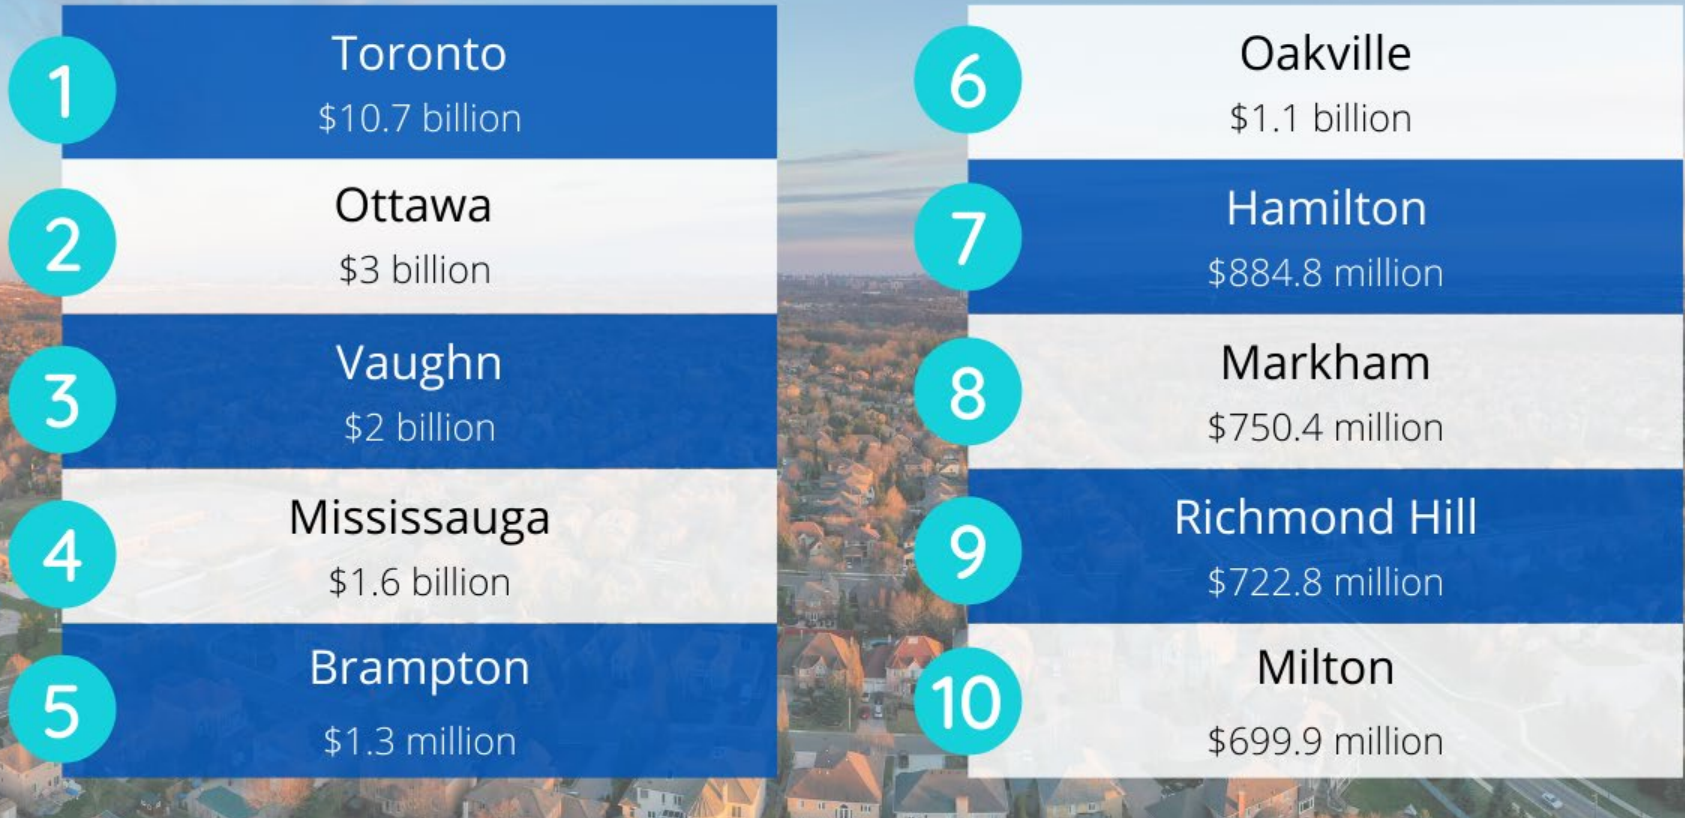 1
Toronto
$10.7 billion
2
Ottawa
$3 billion
3
Vaughn
$2 billion
4
Mississauga
$1.6 billion
5
Brampton
$1.3 million
6
Oakville
$1.1 billion
7
Hamilton
$884.8 million
8
Markham
$750.4 million
9
Richmond Hill
$722.8 million
10
Milton
$699.9 million